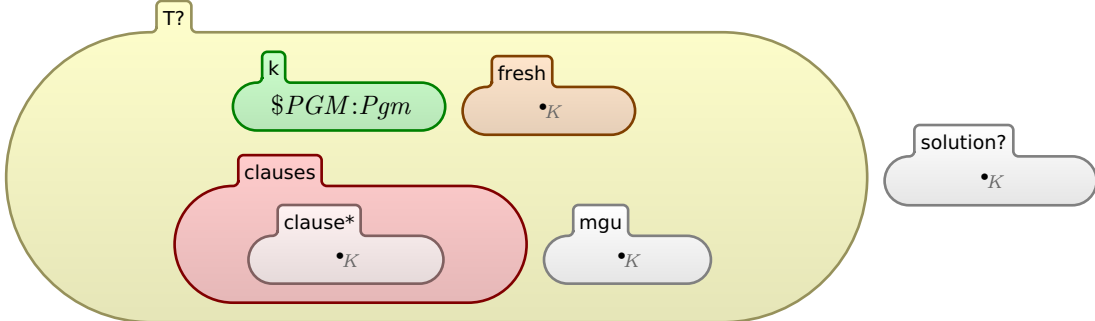 T?
k
$PGM:Pgm
fresh
•K
solution?
•K
clauses
clause*
•K
mgu
•K